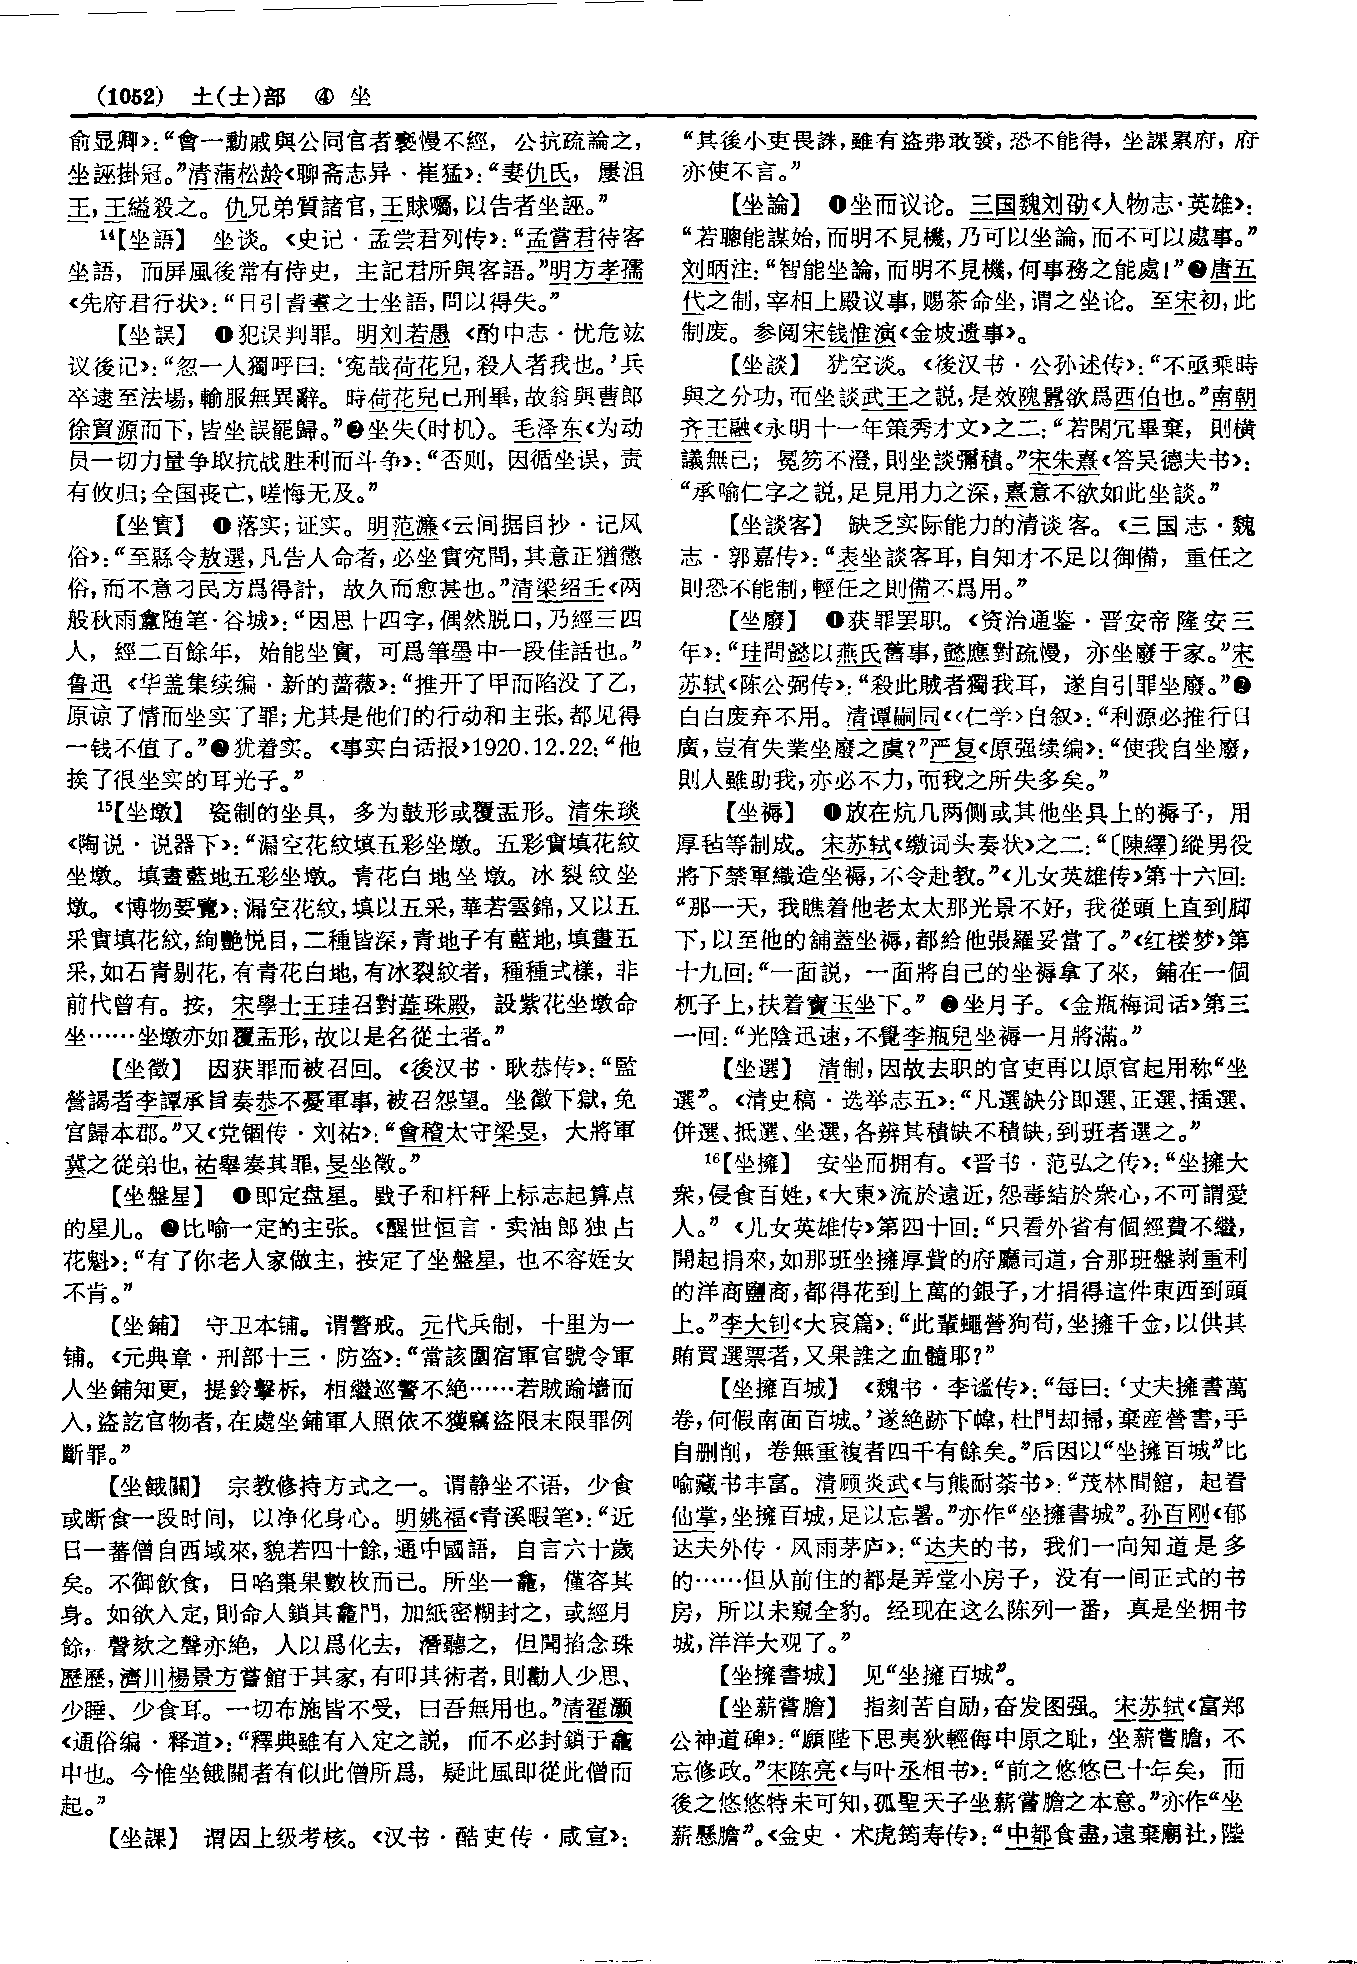 (1052) 土(士)部 ④ 坐
俞显卿>:“會一勳戚與公同官者褻慢不經，公抗疏論之，
坐誣掛冠。”清蒲松龄<聊斋志异·崔猛>:“妻仇氏，屢沮
王，王縊殺之。仇兄弟質諸官，王賕囑，以告者坐誣。”
14【坐語】 坐谈。<史记·孟尝君列传>:“孟嘗君待客
坐語，而屏風後常有侍史，主記君所與客語。”明方孝孺
<先府君行状>:“日引耆耋之士坐語，問以得失。”
【坐誤】 ❶犯误判罪。明刘若愚<酌中志·忧危竑
议後记>:“忽一人獨呼曰:‘寃哉荷花兒，殺人者我也。’兵
卒逮至法場，輸服無異辭。時荷花兒已刑畢，故翁與曹郎
徐貿源而下，皆坐誤罷歸。”❷坐失(时机)。毛泽东<为动
员一切力量争取抗战胜利而斗争>:“否则，因循坐误，责
有攸归;全国丧亡，嗟悔无及。”
【坐實】 ❶落实;证实。明范濂<云间据目抄·记风
俗>:“至縣令敖選，凡告人命者，必坐實究問，其意正猶懲
俗，而不意刁民方爲得計，故久而愈甚也。”清梁绍壬<两
般秋雨盦随笔·谷城>:“因思十四字，偶然脱口，乃經三四
人，經二百餘年，始能坐實，可爲筆墨中一段佳話也。”
鲁迅<华盖集续编·新的蔷薇>:“推开了甲而陷没了乙，
原谅了情而坐实了罪;尤其是他们的行动和主张，都见得
一钱不值了。”❷犹着实。<事实白话报>1920.12.22:“他
挨了很坐实的耳光子。”
15【坐墩】 瓷制的坐具，多为鼓形或覆盂形。清朱琰
<陶说·说器下>:“漏空花紋填五彩坐墩。五彩實填花紋
坐墩。填畫藍地五彩坐墩。青花白地坐墩。冰裂紋坐
墩。<博物要覽>:漏空花紋，填以五采，華若雲錦，又以五
采實填花紋，絢艷悦目，二種皆深，青地子有藍地，填畫五
采，如石青剔花，有青花白地，有冰裂紋者，種種式樣，非
前代曾有。按，宋學士王珪召對蕋珠殿，設紫花坐墩命
坐……坐墩亦如覆盂形，故以是名從土者。”
【坐徵】 因获罪而被召回。<後汉书·耿恭传>:“監
營謁者李譚承旨奏恭不憂軍事，被召怨望。坐徵下獄，免
官歸本郡。”又<党锢传·刘祐>:“會稽太守梁旻，大將軍
冀之從弟也，祐舉奏其罪，旻坐徵。”
【坐盤星】 ❶即定盘星。戥子和杆秤上标志起算点
的星儿。❷比喻一定的主张。<醒世恒言·卖油郎独占
花魁>:“有了你老人家做主，按定了坐盤星，也不容姪女
不肯。”
【坐鋪】 守卫本铺。谓警戒。元代兵制，十里为一
铺。<元典章·刑部十三·防盗>:“當該圍宿軍官號令軍
人坐鋪知更，提鈴擊柝，相繼巡警不絶……若賊踰墻而
入，盗訖官物者，在處坐鋪軍人照依不獲竊盗限末限罪例
斷罪。”
【坐餓關】 宗教修持方式之一。谓静坐不语，少食
或断食一段时间，以净化身心。明姚福<青溪暇笔>:“近
日一蕃僧自西域來，貌若四十餘，通中國語，自言六十歲
矣。不御飲食，日啗棗果數枚而已。所坐一龕，僅容其
身。如欲入定，則命人鎖其龕門，加紙密糊封之，或經月
餘，聲欬之聲亦絶，人以爲化去，潛聽之，但聞掐念珠
歷歷，濟川楊景方嘗館于其家，有叩其術者，則勸人少思、
少睡、少食耳。一切布施皆不受，曰吾無用也。”清翟灏
<通俗编·释道>:“釋典雖有入定之説，而不必封鎖于龕
中也。今惟坐餓關者有似此僧所爲，疑此風即從此僧而
起。”
【坐課】 谓因上级考核。<汉书·酷吏传·咸宣>:
“其後小吏畏誅，雖有盗弗敢發，恐不能得，坐課累府，府
亦使不言。”
【坐論】 ❶坐而议论。三国魏刘劭<人物志·英雄>:
“若聰能謀始，而明不見機，乃可以坐論，而不可以處事。”
刘昞注:“智能坐論，而明不見機，何事務之能處!”❷唐五
代之制，宰相上殿议事，赐茶命坐，谓之坐论。至宋初，此
制废。参阅宋钱惟演<金坡遗事>。
【坐談】 犹空谈。<後汉书·公孙述传>:“不亟乘時
與之分功，而坐談武王之説，是效隗囂欲爲西伯也。”南朝
齐王融<永明十一年策秀才文>之二:“若閑冗畢棄，則横
議無已;冕笏不澄，則坐談彌積。”宋朱熹<答吴德夫书>:
“承喻仁字之説，足見用力之深，熹意不欲如此坐談。”
【坐談客】 缺乏实际能力的清谈客。<三国志·魏
志·郭嘉传>:“表坐談客耳，自知才不足以御備，重任之
則恐不能制，輕任之則備不爲用。”
【坐廢】 ❶获罪罢职。<资治通鉴·晋安帝隆安三
年>:“珪問懿以燕氏舊事，懿應對疏慢，亦坐廢于家。”宋
苏轼<陈公弼传>:“殺此賊者獨我耳，遂自引罪坐廢。”❷
白白废弃不用。清谭嗣同<<仁学>自叙>:“利源必推行日
廣，豈有失業坐廢之虞?”严复<原强续编>:“使我自坐廢，
則人雖助我，亦必不力，而我之所失多矣。”
【坐褥】 ❶放在炕几两侧或其他坐具上的褥子，用
厚毡等制成。宋苏轼<缴词头奏状>之二:“〔陳繹〕縱男役
將下禁軍織造坐褥，不令赴教。”<儿女英雄传>第十六回:
“那一天，我瞧着他老太太那光景不好，我從頭上直到脚
下，以至他的舖蓋坐褥，都給他張羅妥當了。”<红楼梦>第
十九回:“一面説，一面將自己的坐褥拿了來，鋪在一個
杌子上，扶着寶玉坐下。”❷坐月子。<金瓶梅词话>第三
一回:“光陰迅速，不覺李瓶兒坐褥一月將滿。”
【坐選】 清制，因故去职的官吏再以原官起用称“坐
選”。<清史稿·选举志五>:“凡選缺分即選、正選、插選、
併選、抵選、坐選，各辨其積缺不積缺，到班者選之。”
16【坐擁】 安坐而拥有。<晋书·范弘之传>:“坐擁大
衆，侵食百姓，<大東>流於遠近，怨毒結於衆心，不可謂愛
人。”<儿女英雄传>第四十回:“只看外省有個經費不繼，
開起捐來，如那班坐擁厚貲的府廳司道，合那班盤剥重利
的洋商鹽商，都得花到上萬的銀子，才捐得這件東西到頭
上。”李大钊<大哀篇>:“此輩蠅營狗苟，坐擁千金，以供其
賄買選票者，又果誰之血髓耶?”
【坐擁百城】 <魏书·李谧传>:“每曰:‘丈夫擁書萬
卷，何假南面百城。’遂絶跡下幃，杜門却掃，棄産營書，手
自删削，卷無重複者四千有餘矣。”后因以“坐擁百城”比
喻藏书丰富。清顾炎武<与熊耐荼书>:“茂林間館，起看
仙掌，坐擁百城，足以忘暑。”亦作“坐擁書城”。孙百刚<郁
达夫外传·风雨茅庐>:“达夫的书，我们一向知道是多
的……但从前住的都是弄堂小房子，没有一间正式的书
房，所以未窥全豹。经现在这么陈列一番，真是坐拥书
城，洋洋大观了。”
【坐擁書城】 见“坐擁百城”。
【坐薪嘗膽】 指刻苦自励，奋发图强。宋苏轼<富郑
公神道碑>:“願陛下思夷狄輕侮中原之耻，坐薪嘗膽，不
忘修政。”宋陈亮<与叶丞相书>:“前之悠悠已十年矣，而
後之悠悠特未可知，孤聖天子坐薪嘗膽之本意。”亦作“坐
薪懸膽”。<金史·术虎筠寿传>:“中都食盡，遠棄廟社，陛